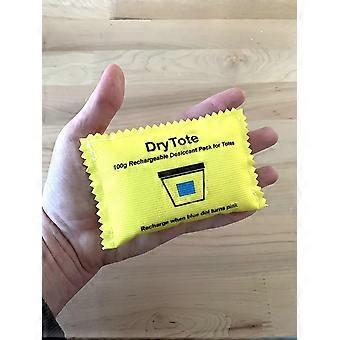 DryTote
100g Rechargeable Desiccant Pack for Totes
Recharge when blue dot turns pink